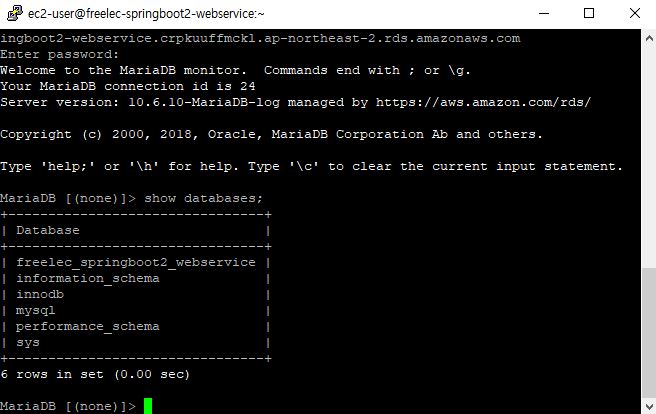 ec2-user@freelec-springboot2-webservice:~
ingboot2-webservice.crpkuuffmckl.ap-northeast-2.rds.amazonaws.com
Enter password:
Welcome to the MariaDB monitor.  Commands end with ; or \g.
Your MariaDB connection id is 24
Server version: 10.6.10-MariaDB-log managed by https://aws.amazon.com/rds/
Copyright (c) 2000, 2018, Oracle, MariaDB Corporation Ab and others.
Type 'help;' or '\h' for help. Type '\c' to clear the current input statement.
MariaDB [(none)]> show databases;
+--------------------------------+
| Database                       |
+--------------------------------+
| freelec_springboot2_webservice |
| information_schema             |
| innodb                         |
| mysql                          |
| performance_schema             |
| sys                            |
+--------------------------------+
6 rows in set (0.00 sec)
MariaDB [(none)]>